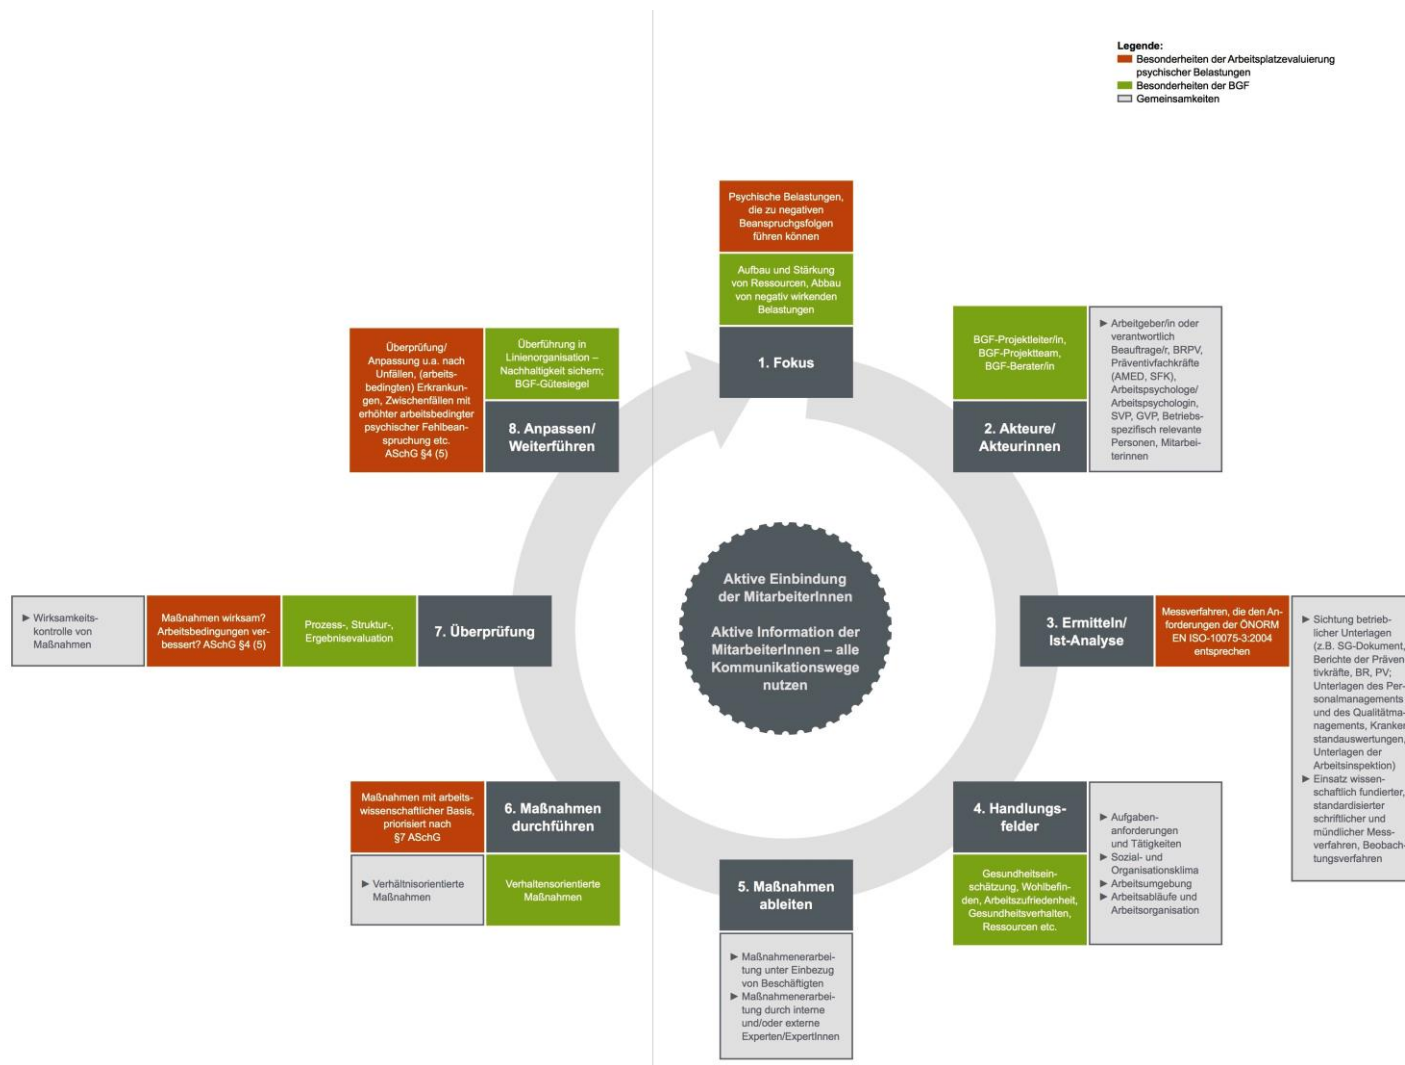 Legende:
Besonderheiten der Arbeitsplatzevaluierung
psychischer Belastungen
Besonderheiten der BGF
Gemeinsamkeiten
Psychische Belastungen,
die zu negativen
Beanspruchgsfolgen
führen können
Aufbau und Stärkung
von Ressourcen, Abbau
von negativ wirkenden
Belastungen
1. Fokus
BGF-Projektleiter/in,
BGF-Projektteam,
BGF-Berater/in
2. Akteure/
Akteurinnen
► Arbeitgeber/in oder
verantwortlich
Beauftrage/r, BRPV,
Präventivfachkräfte
(AMED, SFK),
Arbeitspsychologe/
Arbeitspsychologin,
SVP, GVP, Betriebs-
spezifisch relevante
Personen, Mitarbei-
terinnen
3. Ermitteln/
Ist-Analyse
Messverfahren, die den An-
forderungen der ÖNORM
EN ISO-10075-3:2004
entsprechen
► Sichtung betrieb-
licher Unterlagen
(z.B. SG-Dokument,
Berichte der Präven
tivkräfte, BR, PV;
Unterlagen des Per-
sonalmanagements
und des Qualitätma-
nagements, Kranken
standauswertungen,
Unterlagen der
Arbeitsinspektion)
► Einsatz wissen-
schaftlich fundierter,
standardisierter
schriftlicher und
mündlicher Mess-
verfahren, Beobach-
tungsverfahren
4. Handlungs-
felder
Gesundheitsein-
schätzung, Wohlbefin-
den, Arbeitzufriedenheit,
Gesundheitsverhalten,
Ressourcen etc.
► Aufgaben-
anforderungen
und Tätigkeiten
► Sozial- und
Organisationsklima
► Arbeitsumgebung
► Arbeitsabläufe und
Arbeitsorganisation
5. Maßnahmen
ableiten
► Maßnahmenerarbei-
tung unter Einbezug
von Beschäftigten
► Maßnahmenerarbei-
tung durch interne
und/oder externe
Experten/ExpertInnen
Maßnahmen mit arbeits-
wissenschaftlicher Basis,
priorisiert nach
§7 ASchG
6. Maßnahmen
durchführen
► Verhältnisorientierte
Maßnahmen
Verhaltensorientierte
Maßnahmen
► Wirksamkeits-
kontrolle von
Maßnahmen
Maßnahmen wirksam?
Arbeitsbedingungen ver-
bessert? ASchG §4 (5)
Prozess-, Struktur-,
Ergebnisevaluation
7. Überprüfung
Überprüfung/
Anpassung u.a. nach
Unfällen, (arbeits-
bedingten) Erkrankun-
gen, Zwischenfällen mit
erhöhter arbeitsbedingter
psychischer Fehlbean-
spruchung etc.
ASchG §4 (5)
Überführung in
Linienorganisation –
Nachhaltigkeit sichern;
BGF-Gütesiegel
8. Anpassen/
Weiterführen
Aktive Einbindung
der MitarbeiterInnen
Aktive Information der
MitarbeiterInnen – alle
Kommunikationswege
nutzen